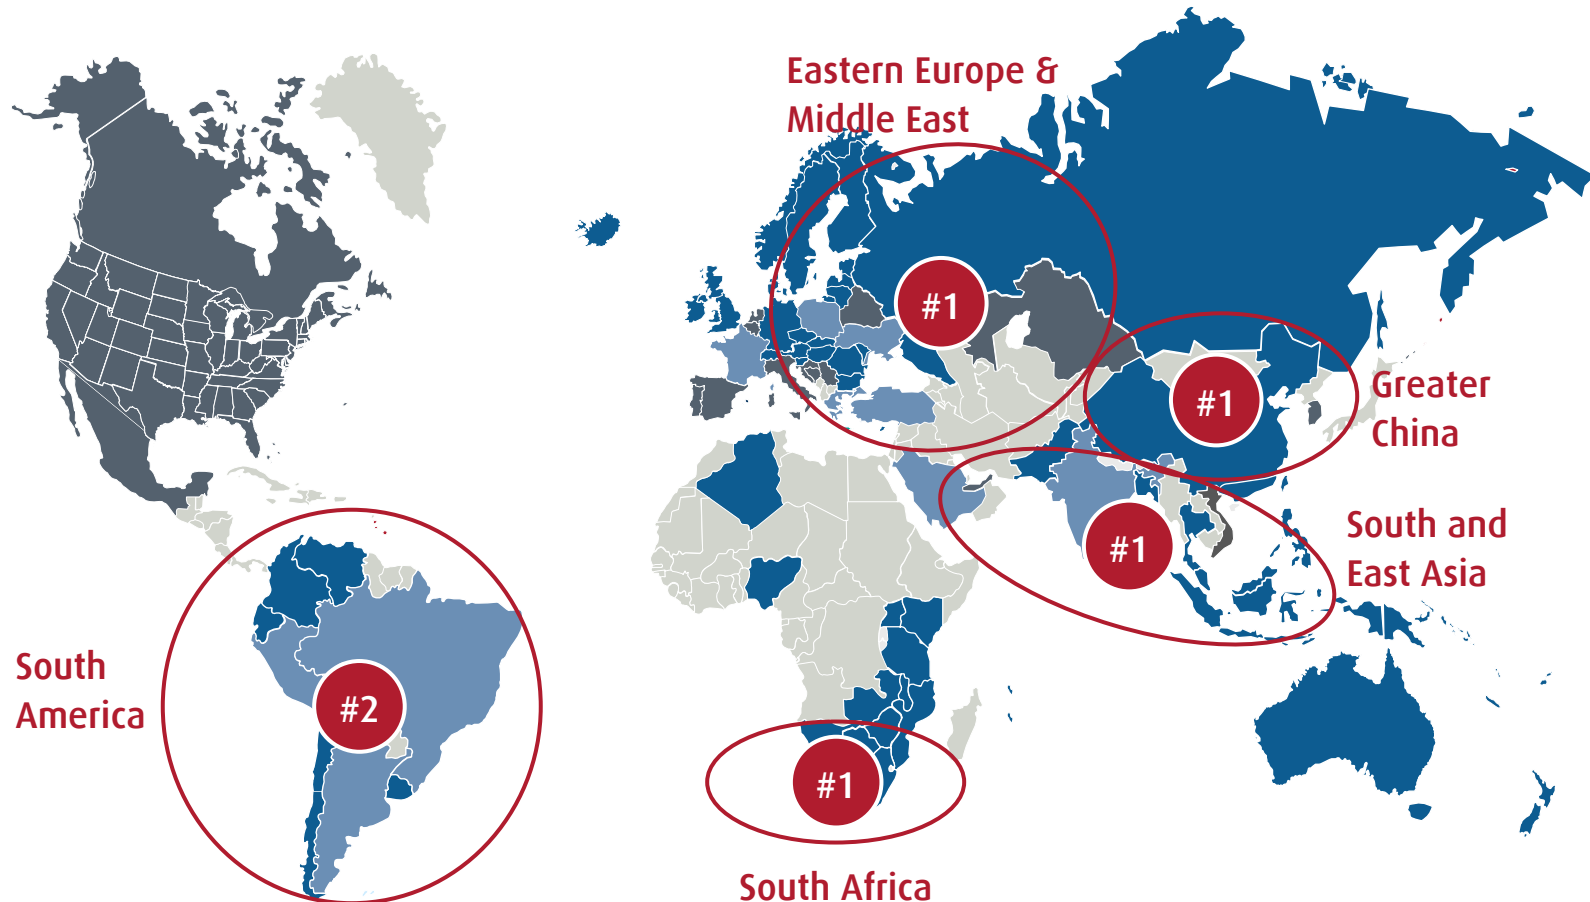 Eastern Europe &
Middle East
#1
#1
Greater
China
#1
South and
East Asia
South
America
#2
#1
South Africa